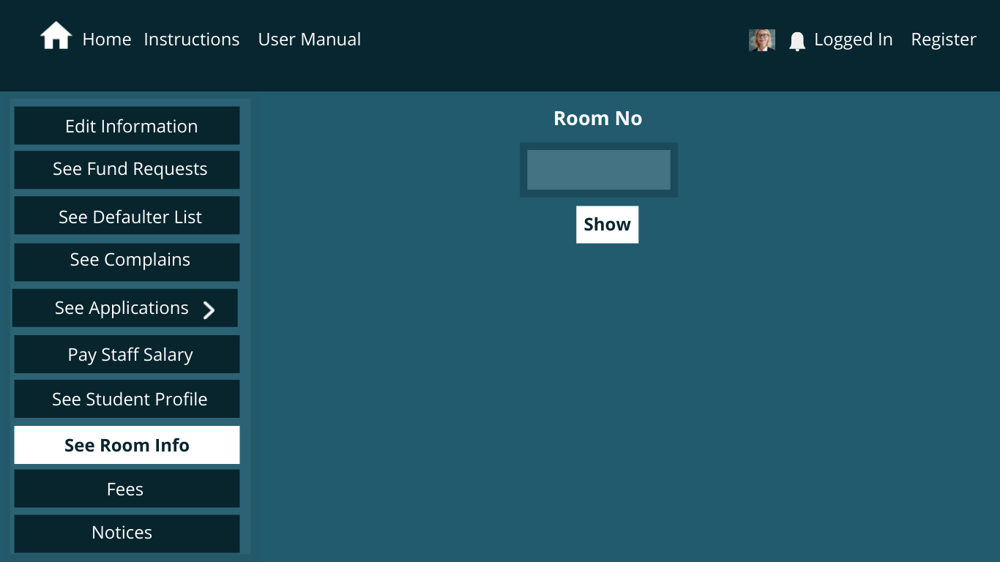 Home Instructions User Manual Logged In Register
Edit Information
See Fund Requests
See Defaulter List
See Complains
See Applications
Pay Staff Salary
See Student Profile
See Room Info
Fees
Notices
Room No
Show